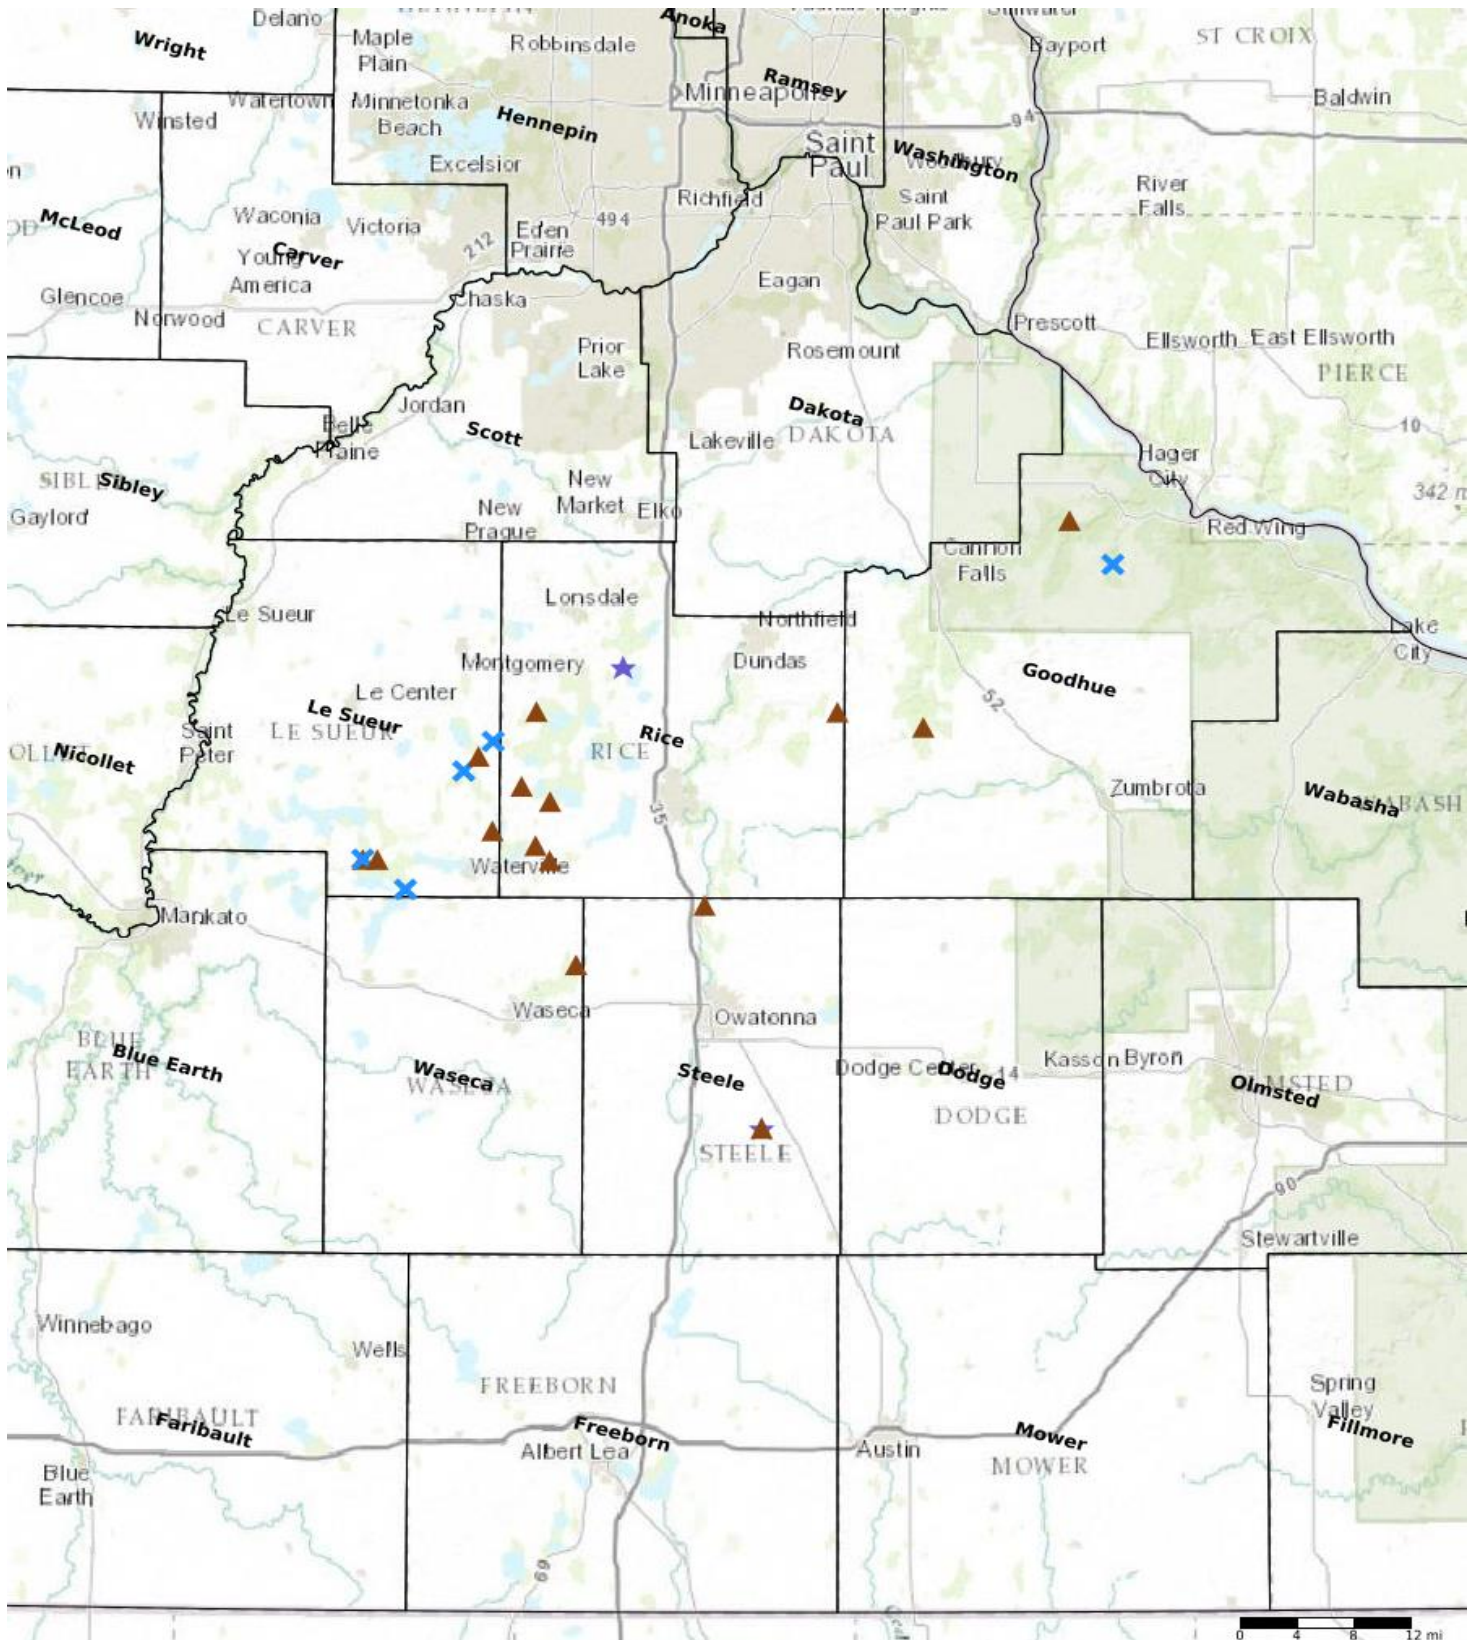 Delano
Anoka
Wright
Maple
Plain
Robbinsdale
Bayport
ST CROIX
Ramsey
Minneapolis
Watertown
Minnetonka
Beach
Hennepin
Baldwin
Winsted
94
Saint
Paul
Washington
Excelsior
Richfield
River
Falls
McLeod
Waconia
Victoria
494
Saint
Paul Park
212
Eden
Prairie
Young
America
Carver
Eagan
Glencoe
Chaska
Norwood
CARVER
Prescott
Ellsworth
East Ellsworth
Prior
Lake
Rosemount
PIERCE
Jordan
Dakota
DAKOTA
Belle
Plaine
Scott
Lakeville
10
Hager
City
Sibley
New
Market
Elko
Gaylord
New
Prague
Red Wing
Cannon
Falls
Lonsdale
Le Sueur
Northfield
Lake
City
Montgomery
Dundas
Goodhue
Le Center
52
Le Sueur
LE SUEUR
Saint
Peter
Rice
RICE
Nicollet
Zumbrota
Wabasha
WABASH
35
Waterville
Mankato
Waseca
Owatonna
BLUE
EARTH
Blue Earth
Waseca
WASECA
Steele
Dodge Center
Dodge
14
Kasson
Byron
Olmsted
OLMSTED
DODGE
STEELE
90
Stewartville
Winnebago
Wells
FREEBORN
Spring
Valley
FARIBAULT
Faribault
Freeborn
Albert Lea
Austin
Mower
MOWER
Fillmore
Blue
Earth
69
0 4 8 12 mi